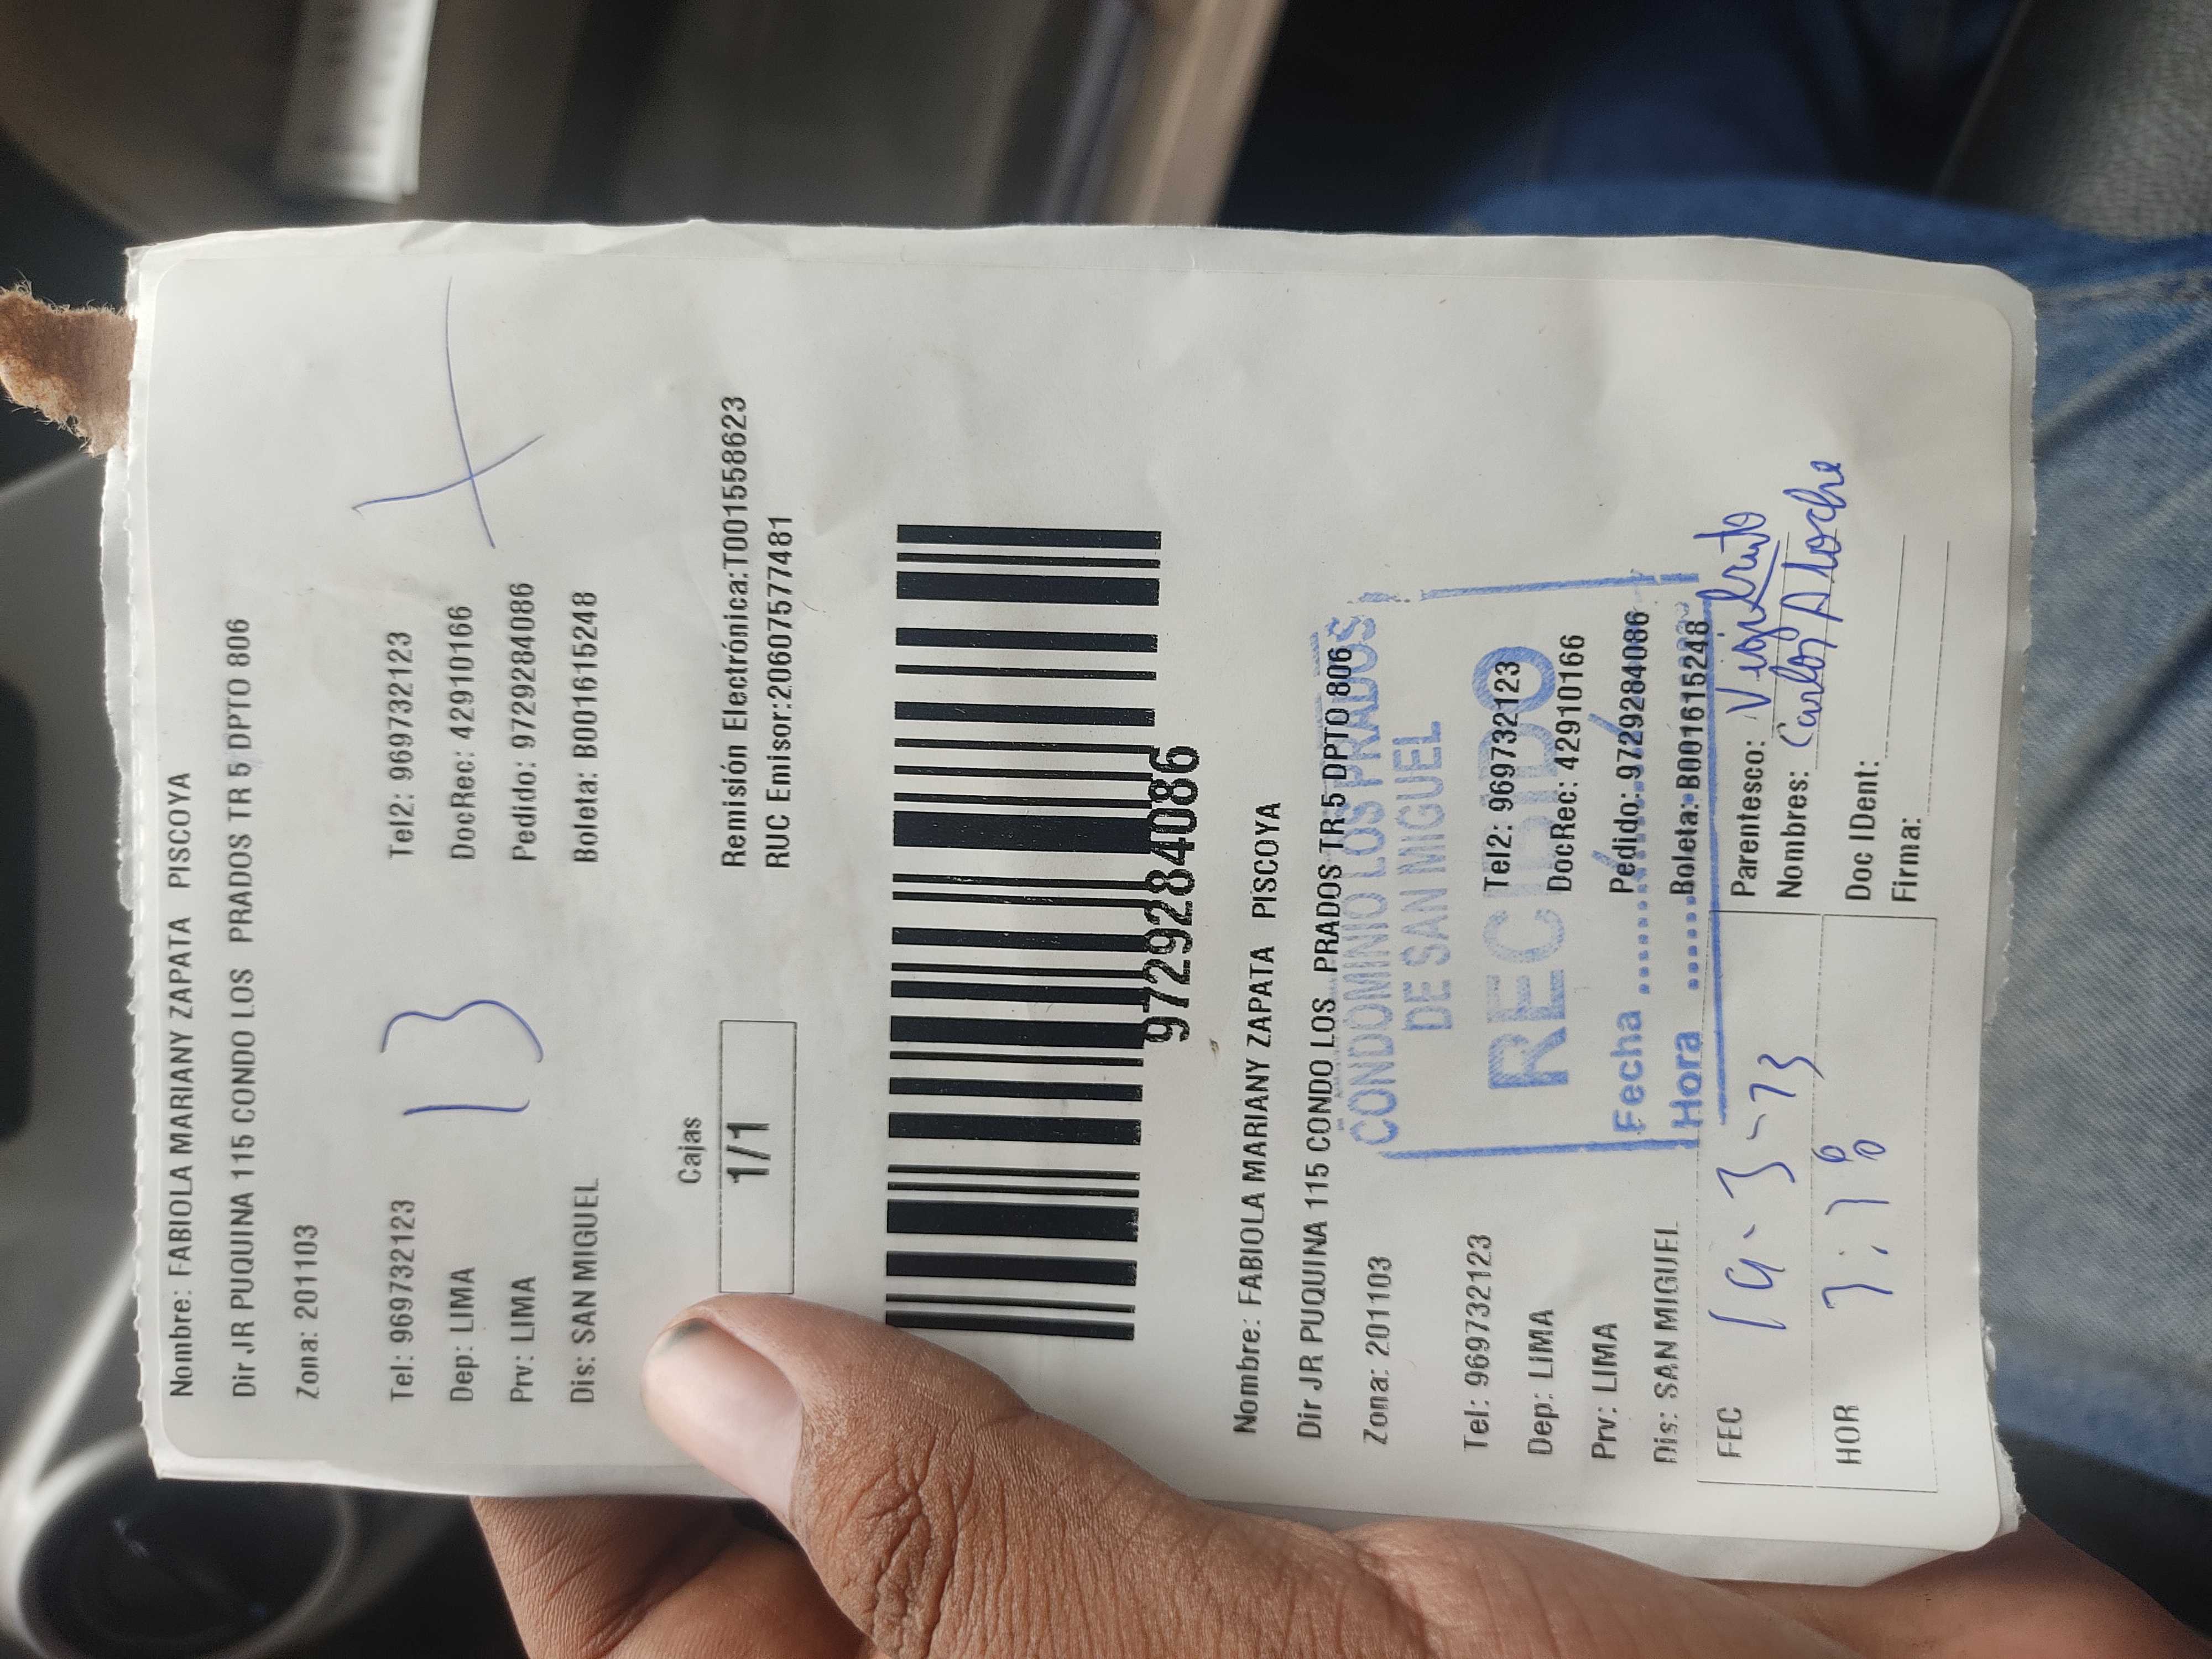 Nombre: FABIOLA MARIANY ZAPATA PISCOYA
Dir JR PUQUINA 115 CONDO LOS PRADOS TR 5 DPTO 806
Zona: 201103
Tel: 969732123 Tel2: 969732123
Dep: LIMA DocRec: 42910166
Prv: LIMA Pedido: 9729284086
Dis: SAN MIGUEL Boleta: B001615248
13
Cajas
1/1
Remisión Electrónica:T001558623
RUC Emisor:20607577481
9729284086
Nombre: FABIOLA MARIANY ZAPATA PISCOYA
Dir JR PUQUINA 115 CONDO LOS PRADOS TR 5 DPTO 806
Zona: 201103
CONDOMINIO LOS PRADOS
DE SAN MIGUEL
RECIBIDO
Fecha
Hora
Tel: 969732123 Tel2: 969732123
Dep: LIMA DocRec: 42910166
Prv: LIMA Pedido: 9729284086
Dis: SAN MIGUEL Boleta: B001615248
FEC
Parentesco:
Nombres: Carlos
HOR
Doc IDent:
Firma: